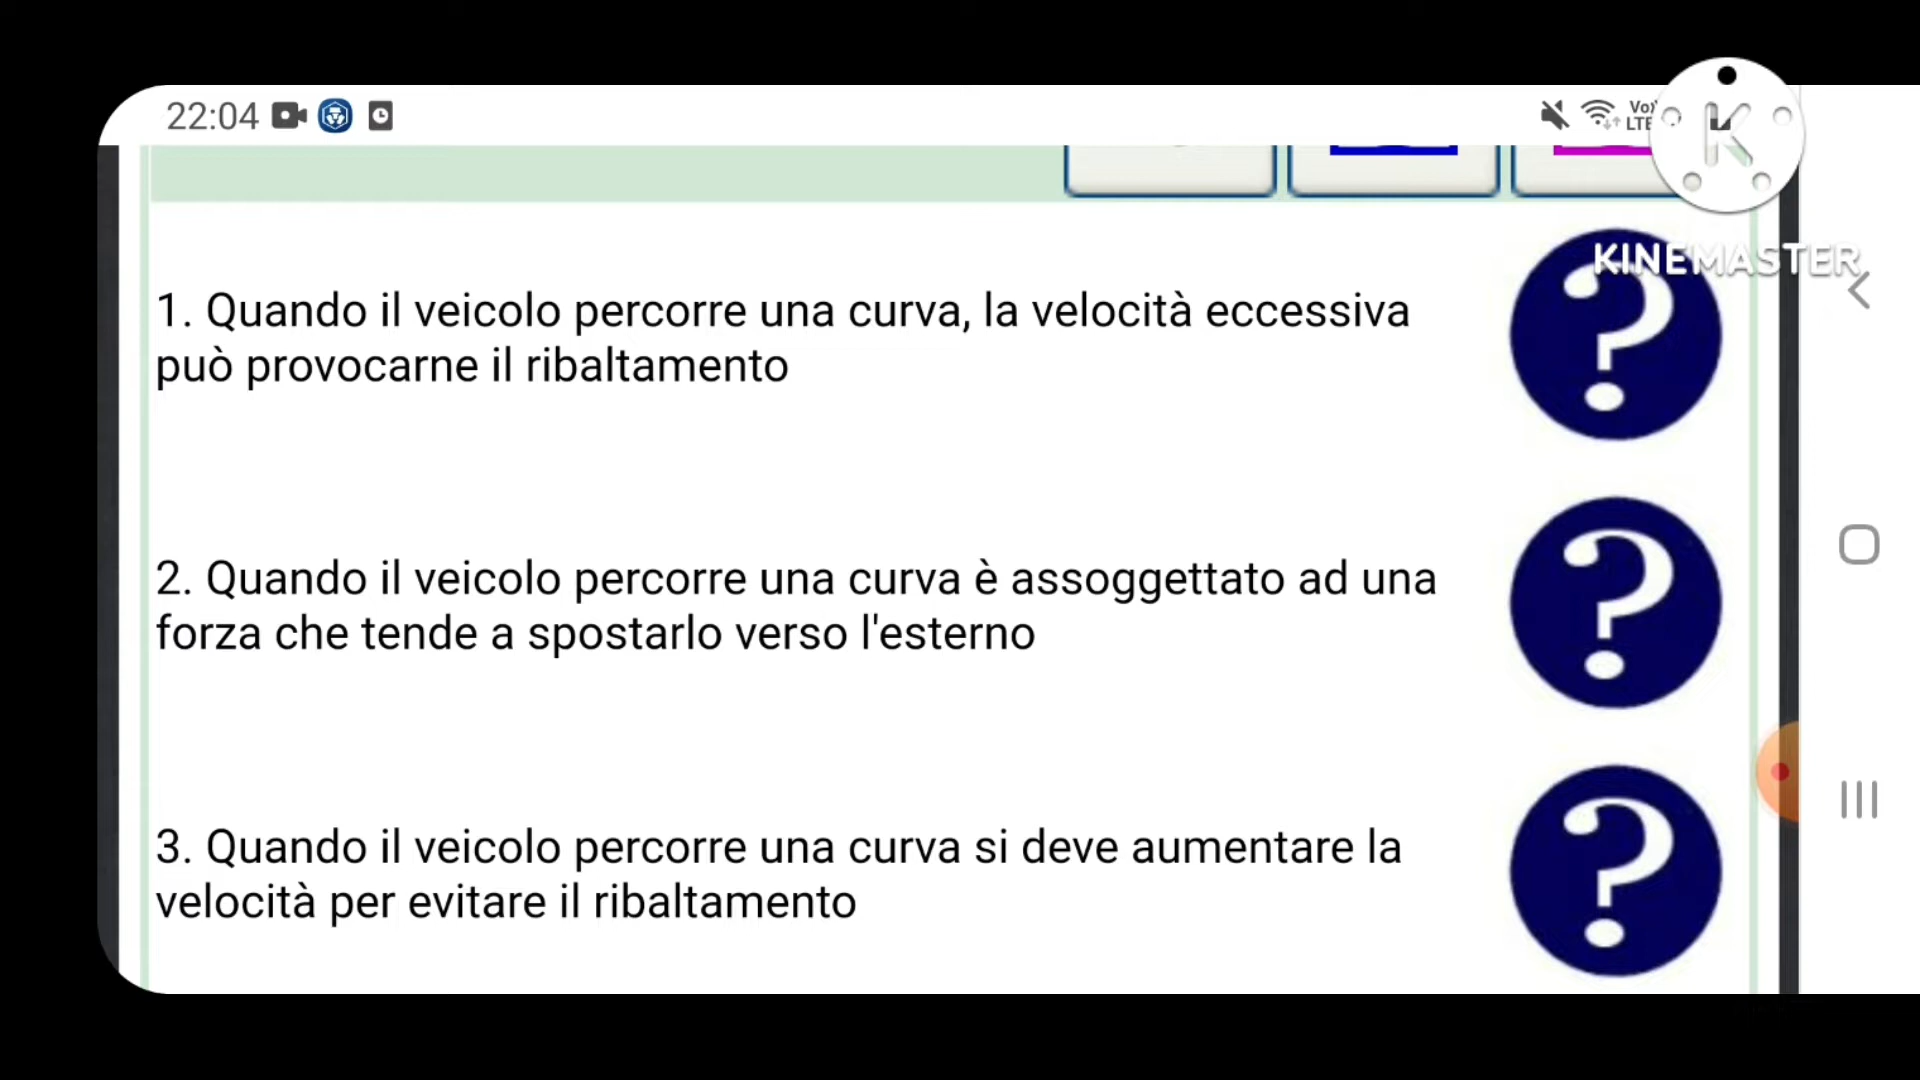 22:04
Vo)
LTE
K
KINEMASTER
1. Quando il veicolo percorre una curva, la velocità eccessiva
può provocarne il ribaltamento
2. Quando il veicolo percorre una curva è assoggettato ad una
forza che tende a spostarlo verso l'esterno
3. Quando il veicolo percorre una curva si deve aumentare la
velocità per evitare il ribaltamento